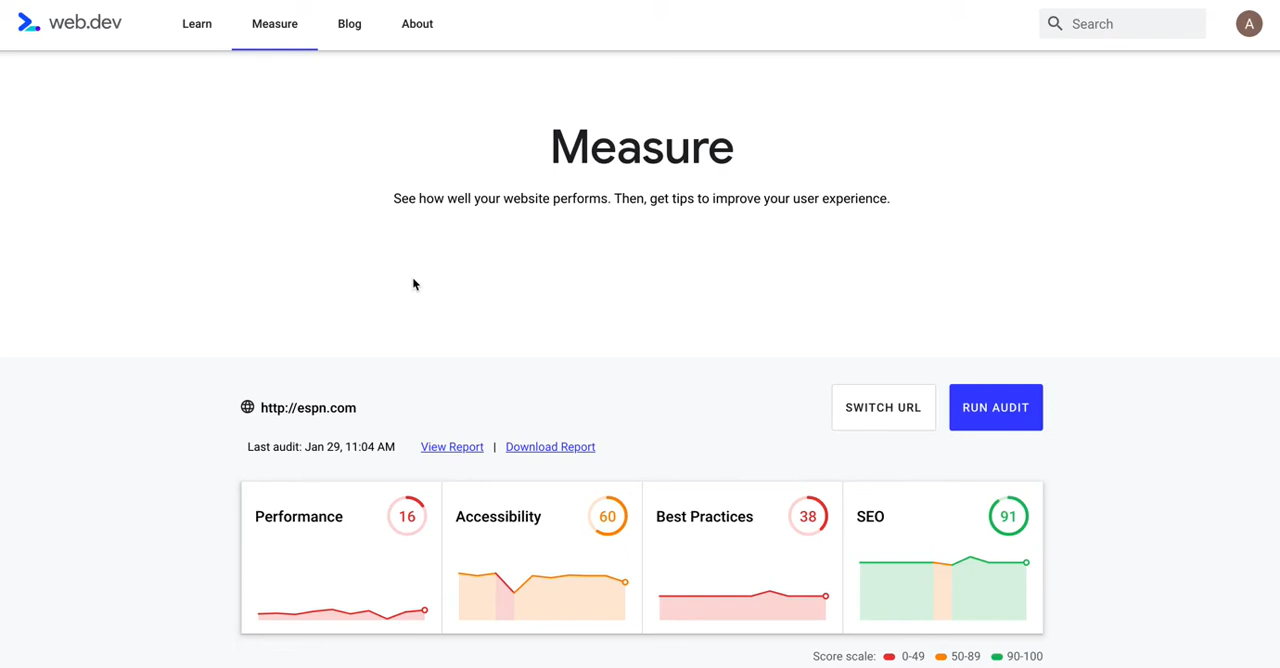 web.dev Learn Measure Blog About Search A
Measure
See how well your website performs. Then, get tips to improve your user experience.
http://espn.com SWITCH URL RUN AUDIT
Last audit: Jan 29, 11:04 AM View Report | Download Report
Performance 16 Accessibility 60 Best Practices 38 SEO 91
Score scale: 0-49 50-89 90-100